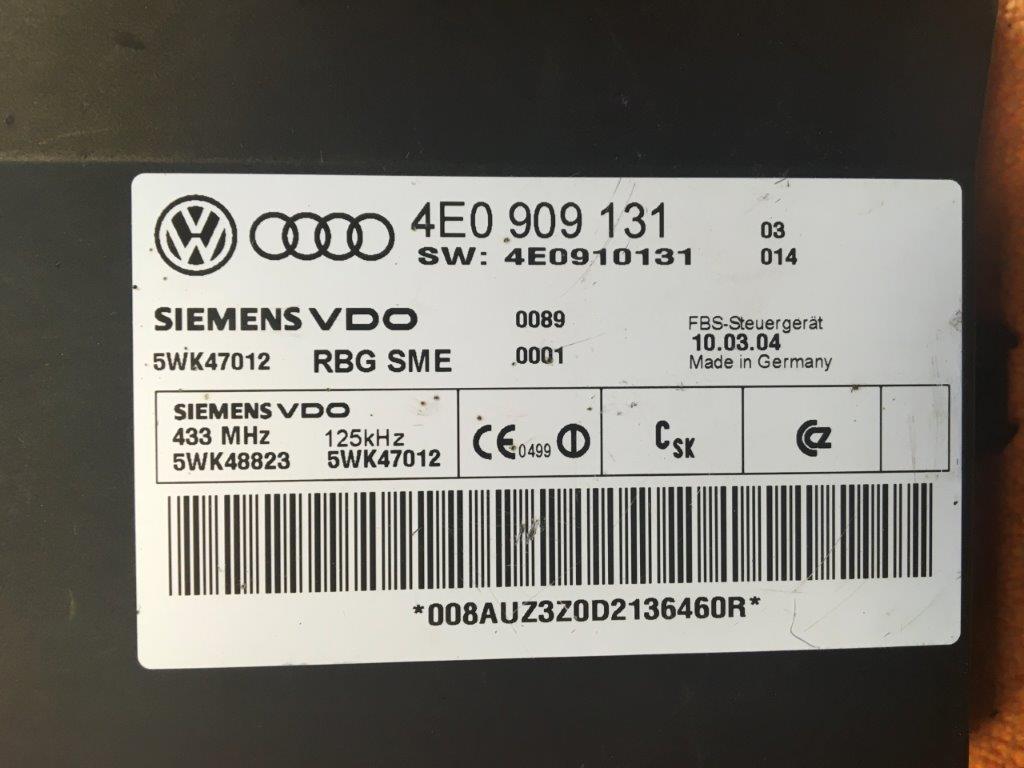 4E0 909 131 03
SW: 4E0910131 014
SIEMENS VDO 0089 FBS-Steuergerät
10.03.04
5WK47012 RBG SME 0001 Made in Germany
SIEMENS VDO
433 MHz 125kHz
5WK48823 5WK47012
CE 0499
CSK
CZ
*008AUZ3Z0D2136460R*